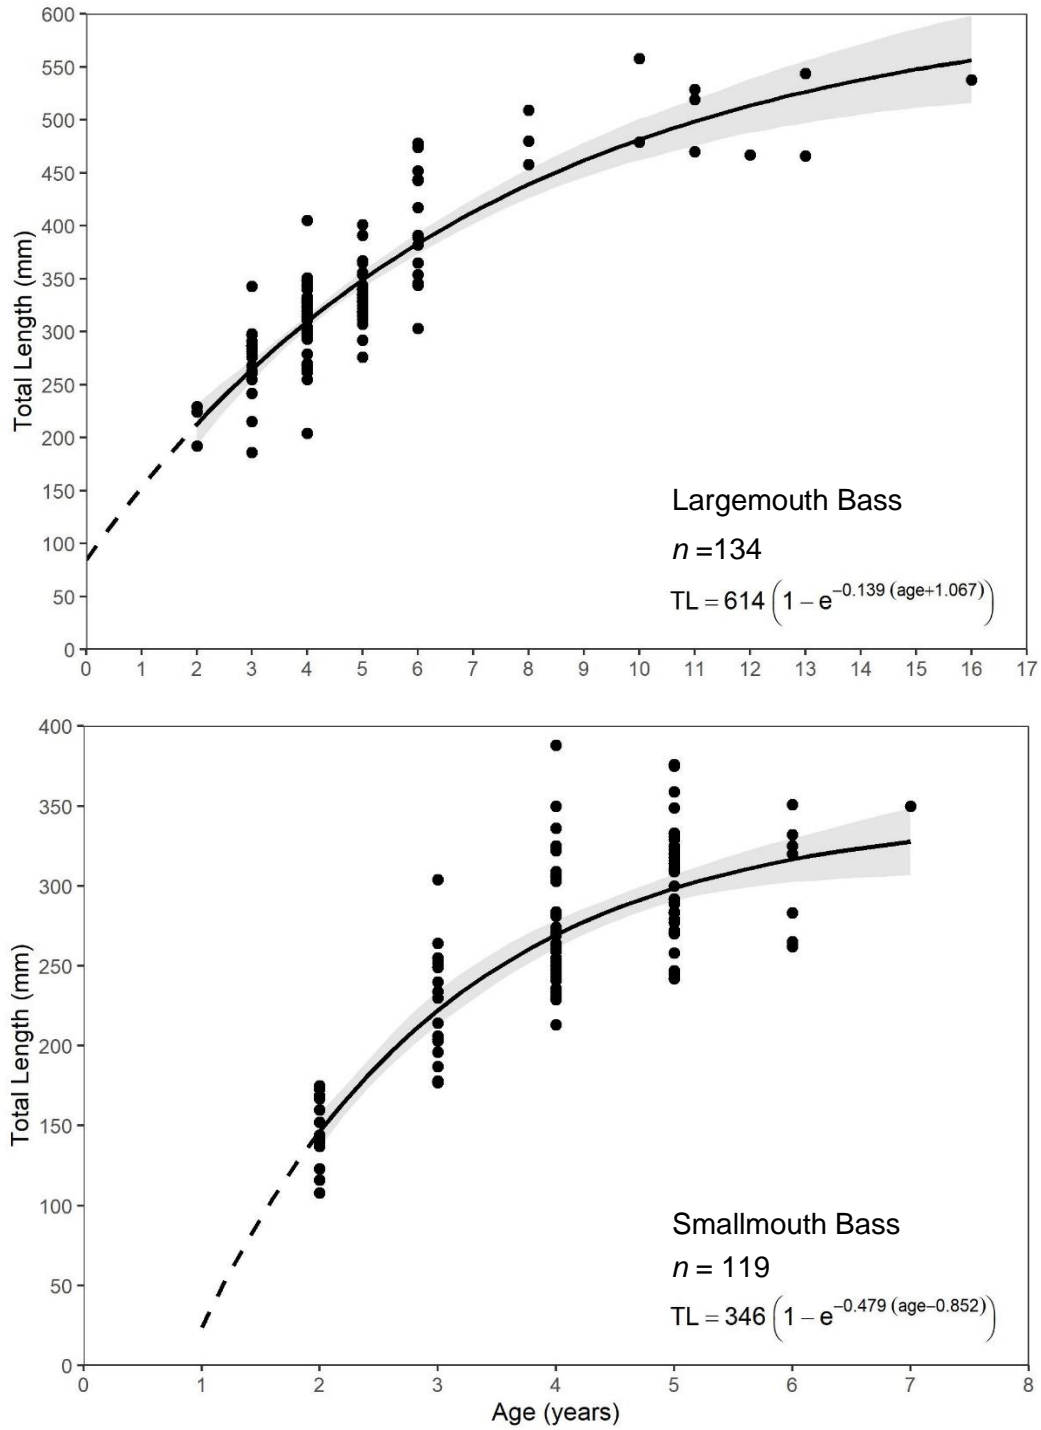 600
550
500
450
400
350
300
250
200
150
100
50
0
Total Length (mm)
Largemouth Bass
n =134
TL = 614 (1 − e^−0.139 (age+1.067))
0 1 2 3 4 5 6 7 8 9 10 11 12 13 14 15 16 17
400
350
300
250
200
150
100
50
0
Total Length (mm)
Smallmouth Bass
n = 119
TL = 346 (1 − e^−0.479 (age−0.852))
0 1 2 3 4 5 6 7 8
Age (years)